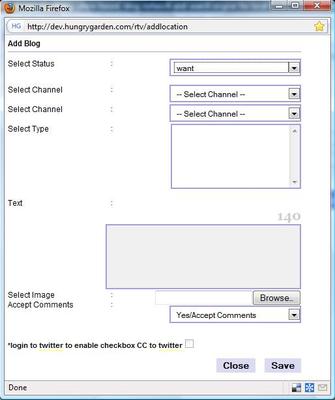 Mozilla Firefox
HG http://dev.hungrygarden.com/rtv/addlocation
Add Blog
Select Status : want
Select Channel : -- Select Channel --
Select Channel : -- Select Channel --
Select Type :
Text :
140
Select Image : Browse..
Accept Comments : Yes/Accept Comments
*login to twitter to enable checkbox CC to twitter
Close Save
Done